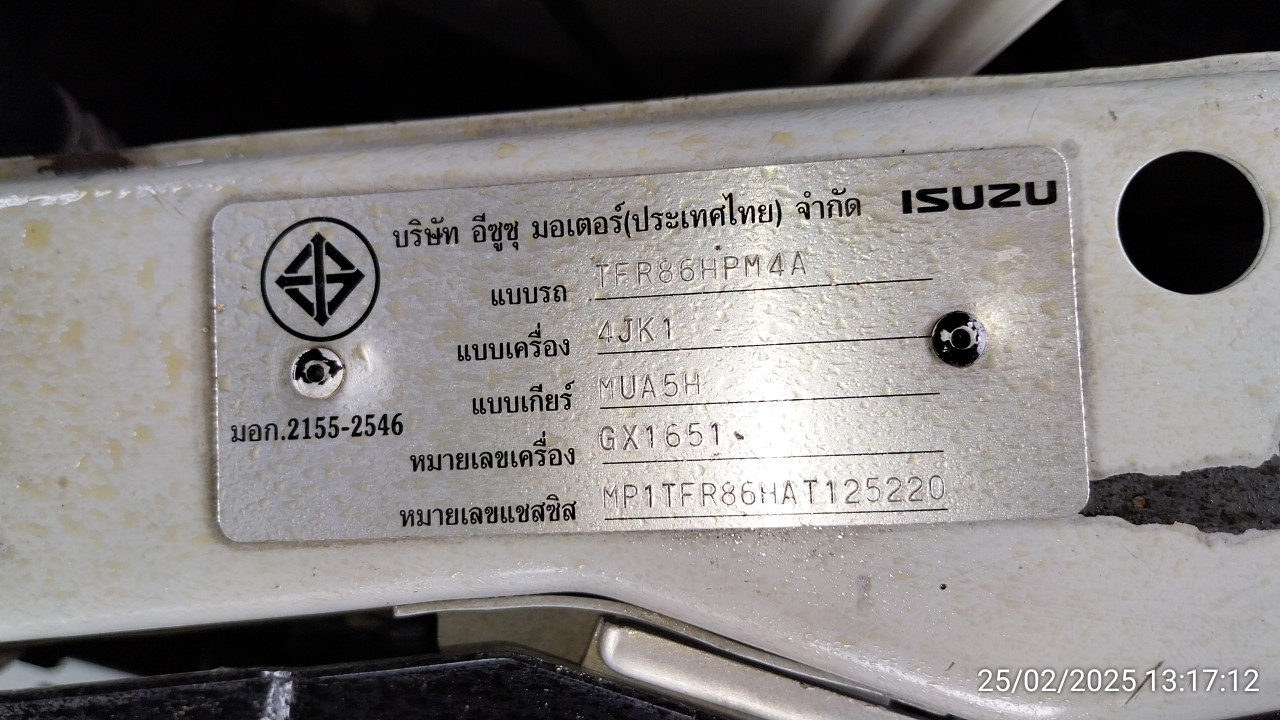 บริษัท อีซูซุ มอเตอร์(ประเทศไทย) จำกัด ISUZU
แบบรถ TFR86HPM4A
แบบเครื่อง 4JK1
แบบเกียร์ MUA5H
มอก.2155-2546
หมายเลขเครื่อง GX1651
หมายเลขแชสซิส MP1TFR86HAT125220
25/02/2025 13:17:12